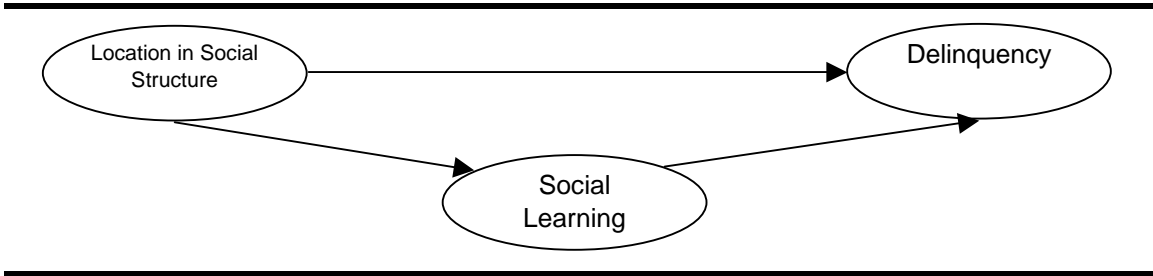 Location in Social
Structure
Delinquency
Social
Learning